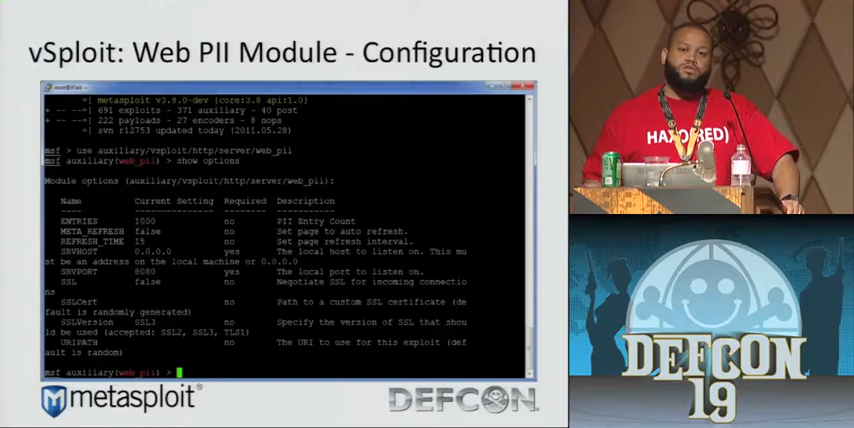 vSploit: Web PII Module - Configuration
=[ metasploit v3.8.0-dev [core:3.8 api:1.0]
+ -- --=[ 691 exploits - 371 auxiliary - 40 post
+ -- --=[ 222 payloads - 27 encoders - 8 nops
=[ svn r12753 updated today (2011.05.28)
msf > use auxiliary/vsploit/http/server/web_pii
msf auxiliary(web_pii) > show options
Module options (auxiliary/vsploit/http/server/web_pii):
Name Current Setting Required Description
---- --------------- -------- -----------
ENTRIES 1000 no PII Entry Count
META_REFRESH false no Set page to auto refresh.
REFRESH_TIME 15 no Set page refresh interval.
SRVHOST 0.0.0.0 yes The local host to listen on. This mu
st be an address on the local machine or 0.0.0.0
SRVPORT 8080 yes The local port to listen on.
SSL false no Negotiate SSL for incoming connectio
ns
SSLCert no Path to a custom SSL certificate (de
fault is randomly generated)
SSLVersion SSL3 no Specify the version of SSL that shou
ld be used (accepted: SSL2, SSL3, TLS1)
URIPATH no The URI to use for this exploit (def
ault is random)
msf auxiliary(web_pii) >
metasploit®
DEFCON
HAXO(RED)
DEFCON
19